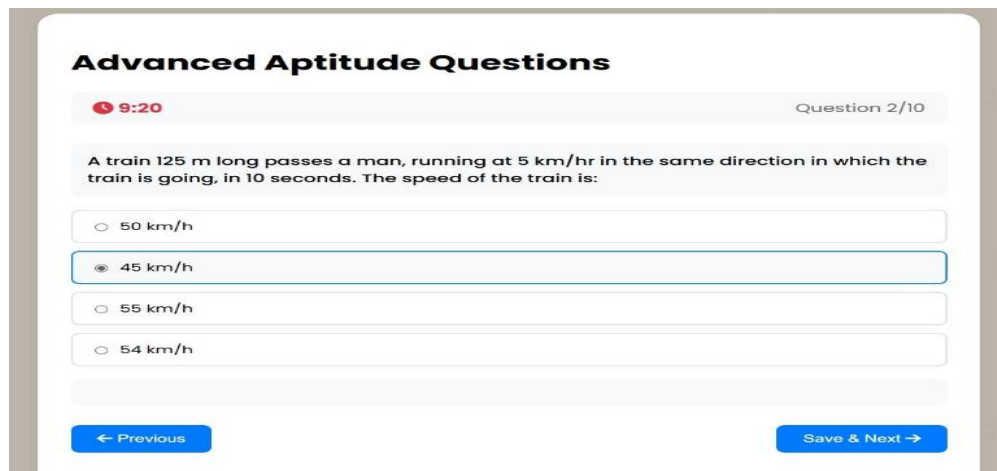 Advanced Aptitude Questions
9:20
Question 2/10
A train 125 m long passes a man, running at 5 km/hr in the same direction in which the
train is going, in 10 seconds. The speed of the train is:
50 km/h
45 km/h
55 km/h
54 km/h
← Previous
Save & Next →